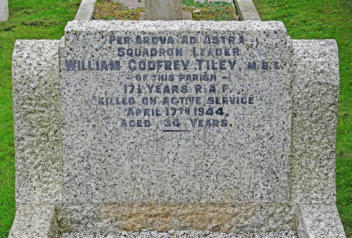 PER ARDVA AD ASTRA
SQUADRON LEADER
WILLIAM GODFREY TILEY, M.B.E.
– OF THIS PARISH –
17½ YEARS R.A.F.
KILLED ON ACTIVE SERVICE
APRIL 17TH 1944,
AGED 34 YEARS.